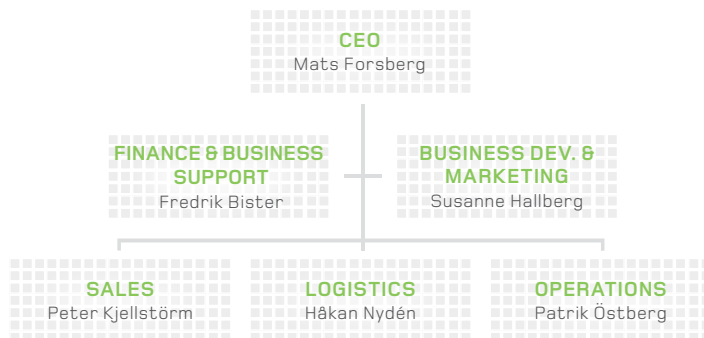 CEO
Mats Forsberg
FINANCE & BUSINESS
SUPPORT
Fredrik Bister
BUSINESS DEV. &
MARKETING
Susanne Hallberg
SALES
Peter Kjellstörm
LOGISTICS
Håkan Nydén
OPERATIONS
Patrik Östberg